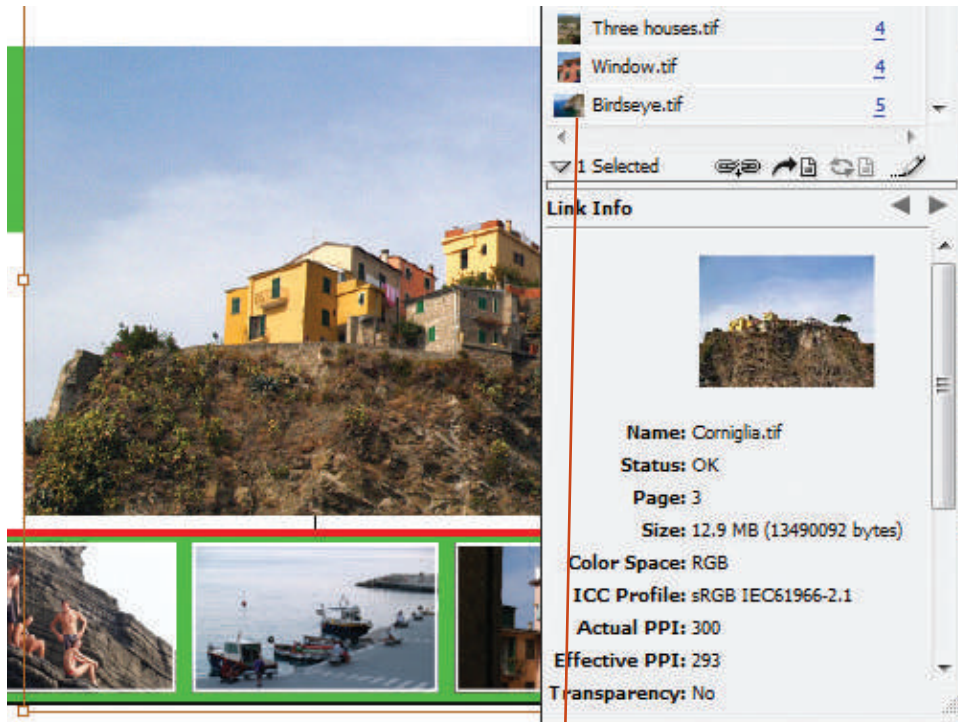 Three houses.tif 4
Window.tif 4
Birdseye.tif 5
1 Selected
Link Info
Name: Corniglia.tif
Status: OK
Page: 3
Size: 12.9 MB (13490092 bytes)
Color Space: RGB
ICC Profile: sRGB IEC61966-2.1
Actual PPI: 300
Effective PPI: 293
Transparency: No